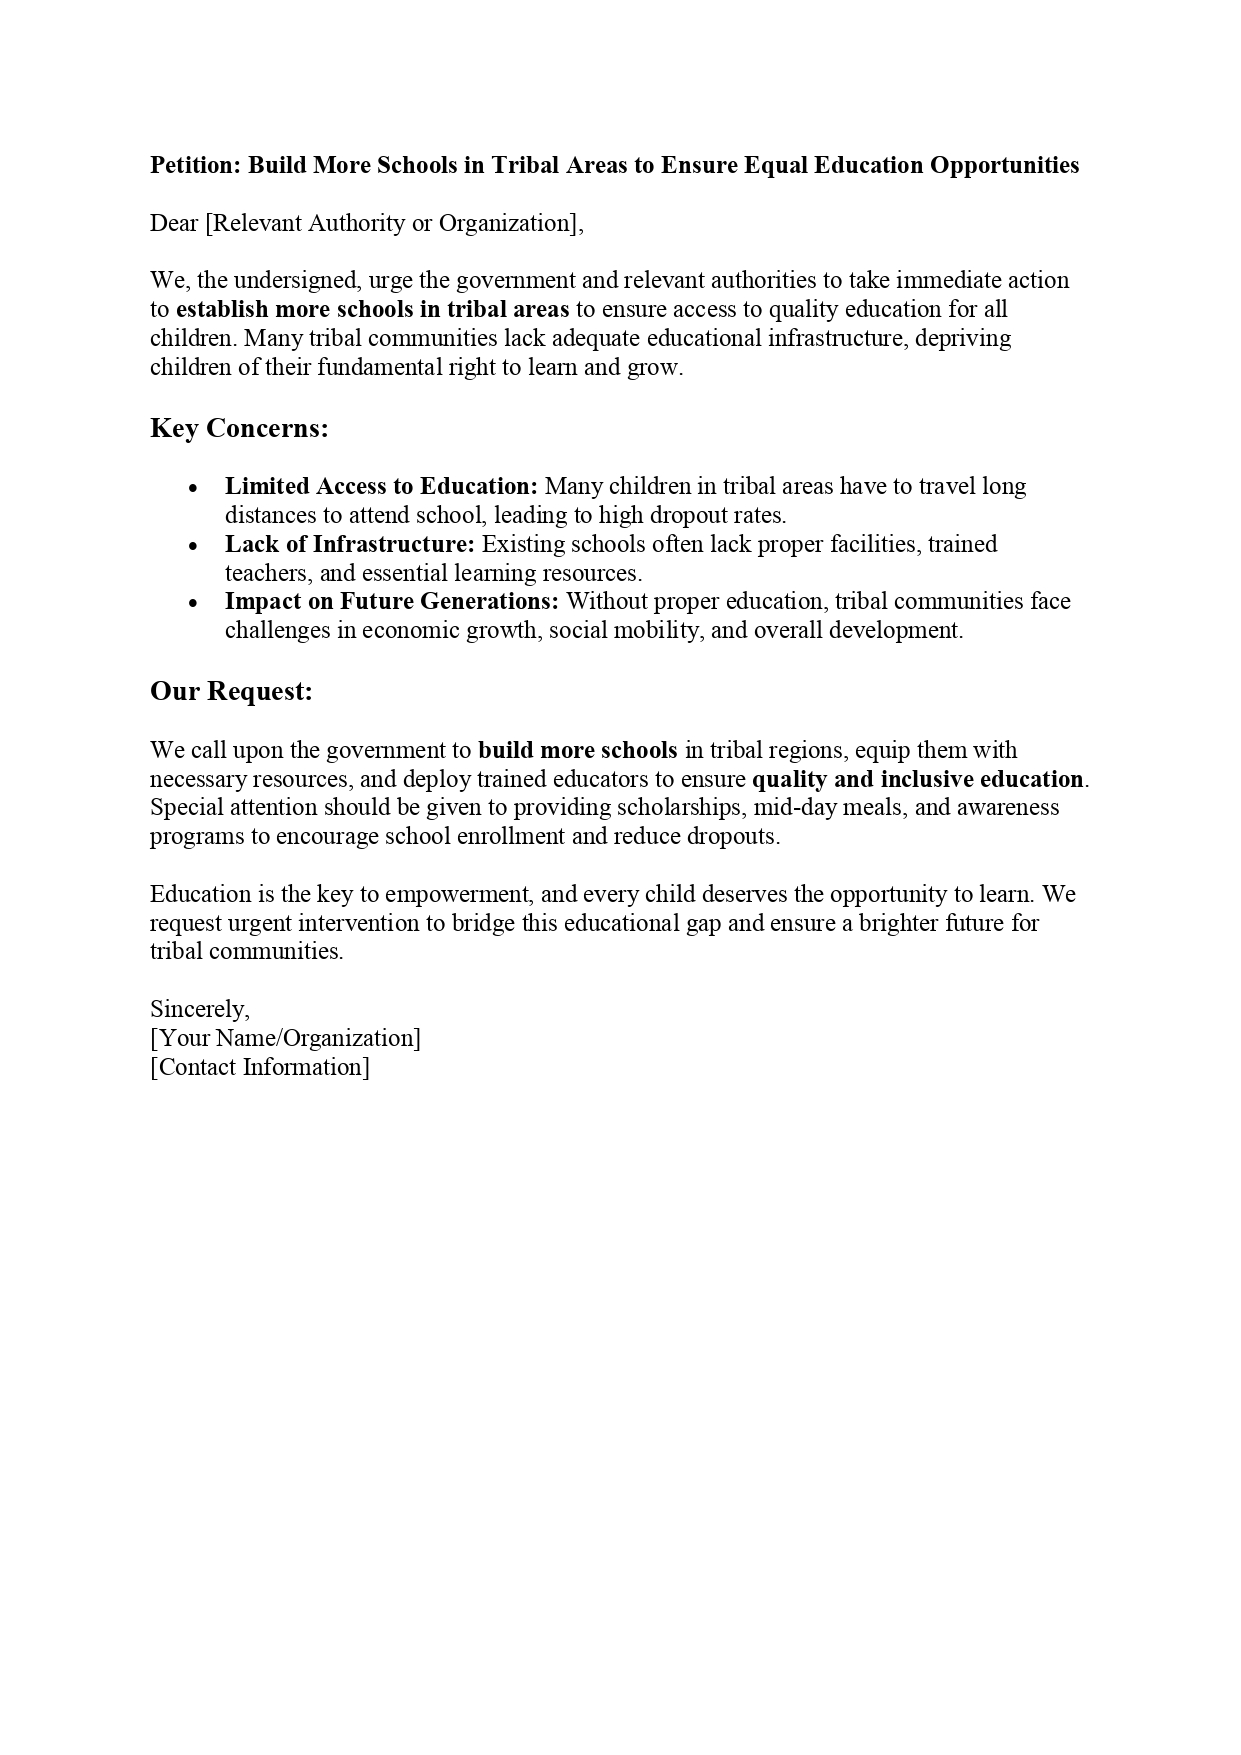 Petition: Build More Schools in Tribal Areas to Ensure Equal Education Opportunities
Dear [Relevant Authority or Organization],
We, the undersigned, urge the government and relevant authorities to take immediate action
to establish more schools in tribal areas to ensure access to quality education for all
children. Many tribal communities lack adequate educational infrastructure, depriving
children of their fundamental right to learn and grow.
Key Concerns:
• Limited Access to Education: Many children in tribal areas have to travel long
distances to attend school, leading to high dropout rates.
• Lack of Infrastructure: Existing schools often lack proper facilities, trained
teachers, and essential learning resources.
• Impact on Future Generations: Without proper education, tribal communities face
challenges in economic growth, social mobility, and overall development.
Our Request:
We call upon the government to build more schools in tribal regions, equip them with
necessary resources, and deploy trained educators to ensure quality and inclusive education.
Special attention should be given to providing scholarships, mid-day meals, and awareness
programs to encourage school enrollment and reduce dropouts.
Education is the key to empowerment, and every child deserves the opportunity to learn. We
request urgent intervention to bridge this educational gap and ensure a brighter future for
tribal communities.
Sincerely,
[Your Name/Organization]
[Contact Information]